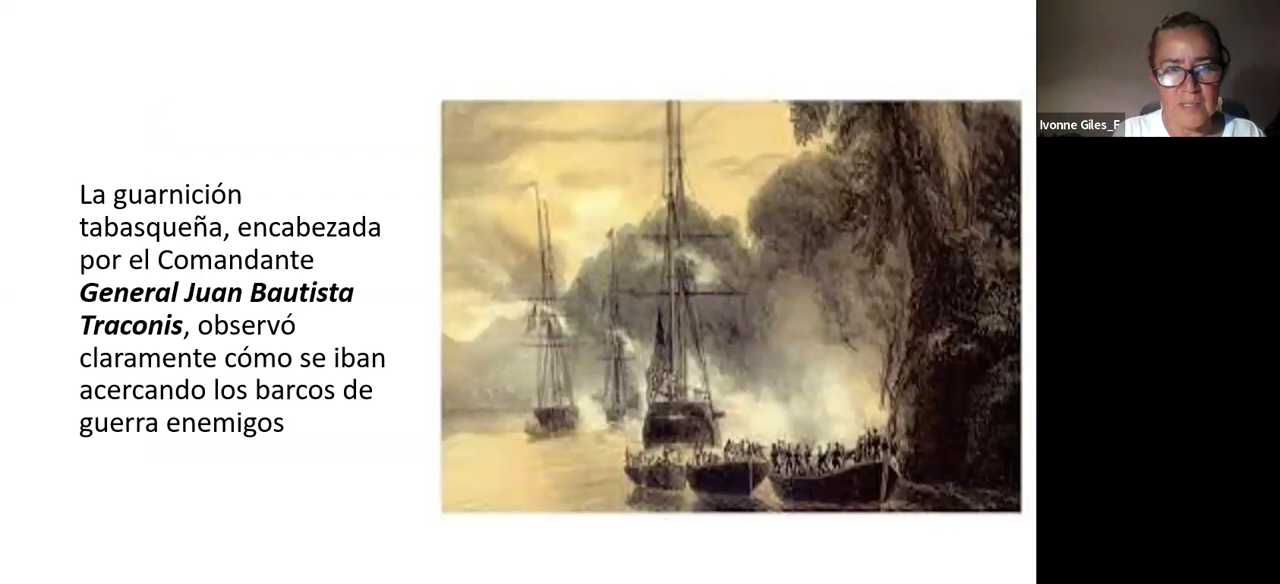 La guarnición
tabasqueña, encabezada
por el Comandante
General Juan Bautista
Traconis, observó
claramente cómo se iban
acercando los barcos de
guerra enemigos
Ivonne Giles_F